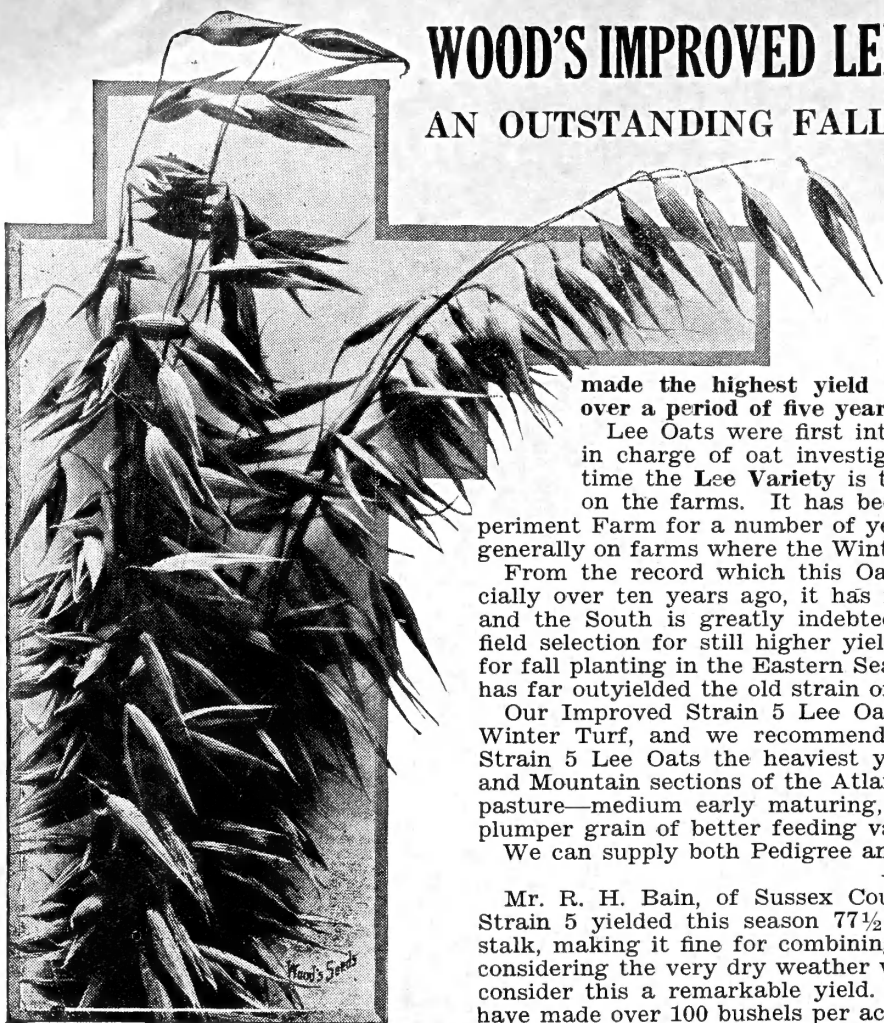 WOOD'S IMPROVED LE
AN OUTSTANDING FALL
made the highest yield
over a period of five year
Lee Oats were first int
in charge of oat investig
time the Lee Variety is t
on the farms. It has bee
periment Farm for a number of ye
generally on farms where the Wint
From the record which this Oa
cially over ten years ago, it has
and the South is greatly indebted
field selection for still higher yiel
for fall planting in the Eastern Sea
has far outyielded the old strain of
Our Improved Strain 5 Lee Oa
Winter Turf, and we recommend
Strain 5 Lee Oats the heaviest y
and Mountain sections of the Atla
pasture—medium early maturing,
plumper grain of better feeding va
We can supply both Pedigree an
Mr. R. H. Bain, of Sussex Cou
Strain 5 yielded this season 77½
stalk, making it fine for combining
considering the very dry weather w
consider this a remarkable yield.
have made over 100 bushels per ac
Wood's Seeds